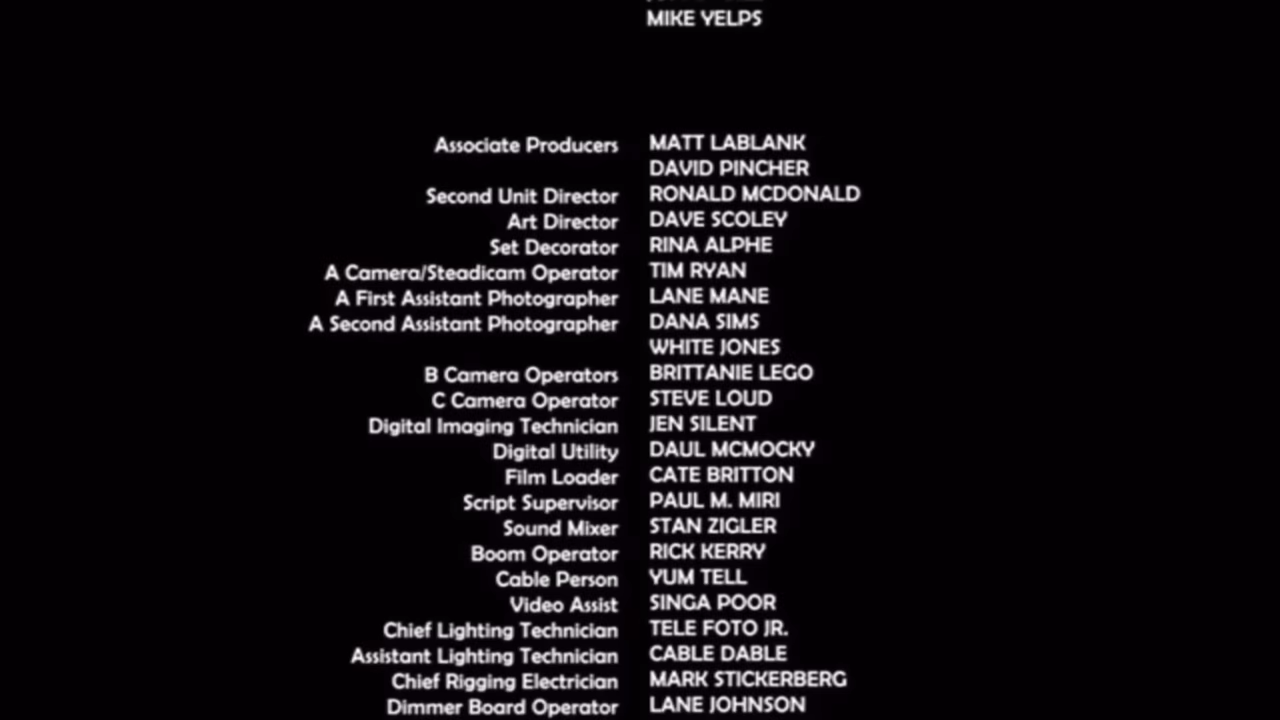 MIKE YELPS
Associate Producers MATT LABLANK
DAVID PINCHER
Second Unit Director RONALD MCDONALD
Art Director DAVE SCOLEY
Set Decorator RINA ALPHE
A Camera/Steadicam Operator TIM RYAN
A First Assistant Photographer LANE MANE
A Second Assistant Photographer DANA SIMS
WHITE JONES
B Camera Operators BRITTANIE LEGO
C Camera Operator STEVE LOUD
Digital Imaging Technician JEN SILENT
Digital Utility DAUL MCMOCKY
Film Loader CATE BRITTON
Script Supervisor PAUL M. MIRI
Sound Mixer STAN ZIGLER
Boom Operator RICK KERRY
Cable Person YUM TELL
Video Assist SINGA POOR
Chief Lighting Technician TELE FOTO JR.
Assistant Lighting Technician CABLE DABLE
Chief Rigging Electrician MARK STICKERBERG
Dimmer Board Operator LANE JOHNSON